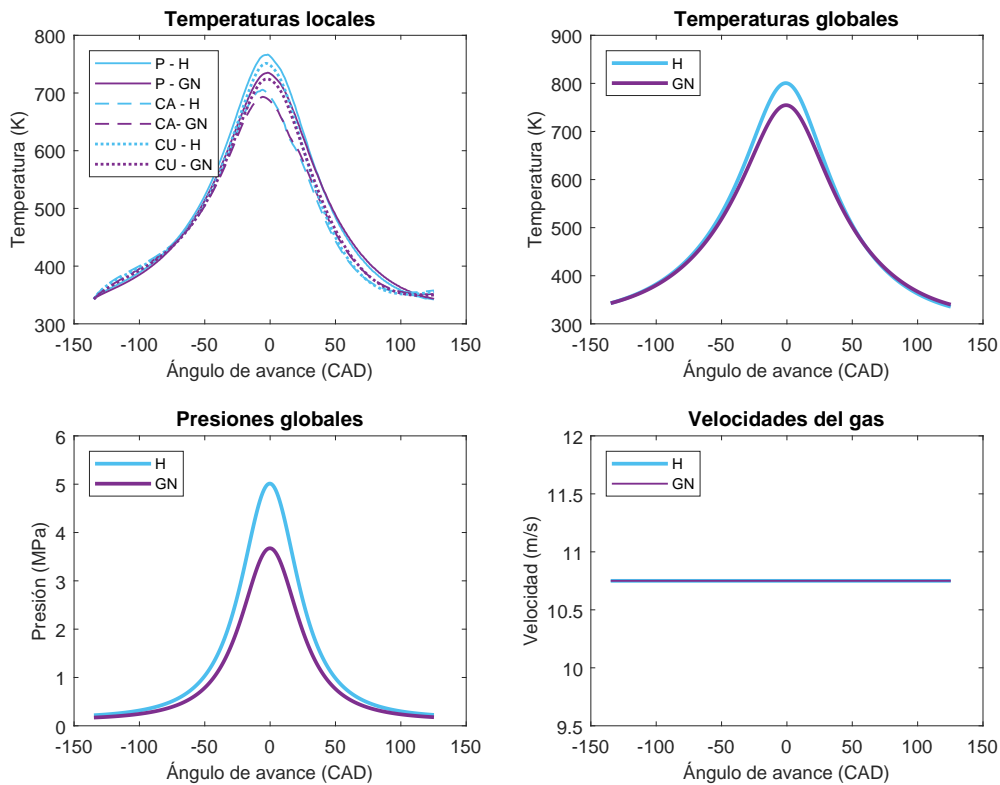 Temperaturas locales
800
700
600
500
400
300
Temperatura (K)
P - H
P - GN
CA - H
CA- GN
CU - H
CU - GN
-150 -100 -50 0 50 100 150
Ángulo de avance (CAD)
Temperaturas globales
900
800
700
600
500
400
300
Temperatura (K)
H
GN
-150 -100 -50 0 50 100 150
Ángulo de avance (CAD)
Presiones globales
6
5
4
3
2
1
0
Presión (MPa)
H
GN
-150 -100 -50 0 50 100 150
Ángulo de avance (CAD)
Velocidades del gas
12
11.5
11
10.5
10
9.5
Velocidad (m/s)
H
GN
-150 -100 -50 0 50 100 150
Ángulo de avance (CAD)